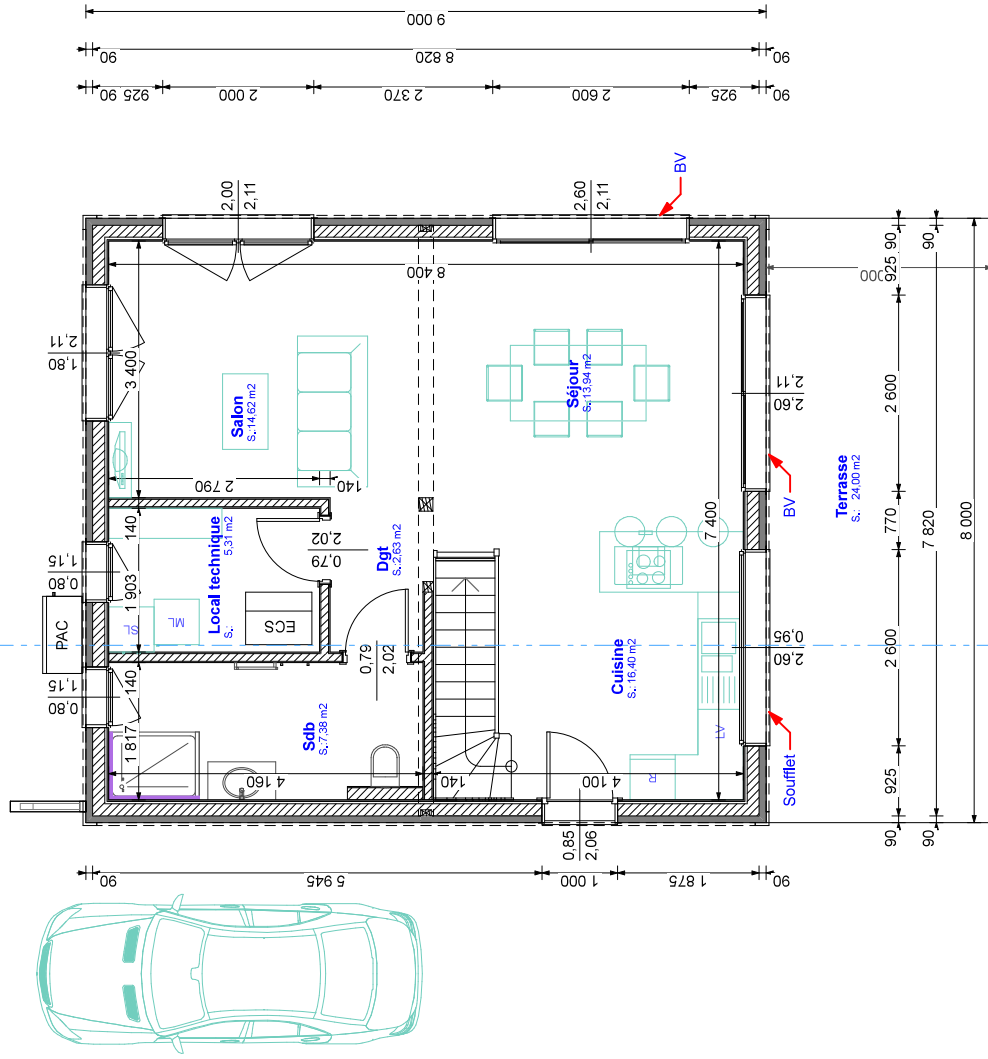 9 000
90
8 820
90
90
925
2 000
2 370
2 600
925
90
2,00
2,11
2,60
2,11
BV
8 400
90
925
2,11
1,80
3 400
Salon
S.:14,62 m2
Séjour
S.:13,94 m2
2,11
2,60
2 600
7 820
8 000
2 790
140
BV
Terrasse
S.: 24,00 m2
140
1,15
0,80
1 903
Local technique
S.: 5,31 m2
2,02
0,79
Dgt
S.:2,63 m2
7 400
770
90
PAC
SL
ML
ECS
0,79
2,02
Cuisine
S.:16,40 m2
0,95
2,60
2 600
1,15
0,80
140
1 817
Sdb
S.:7,38 m2
LV
R
Soufflet
4 160
140
4 100
925
90
90
0,85
2,06
90
5 945
1 000
1 875
90